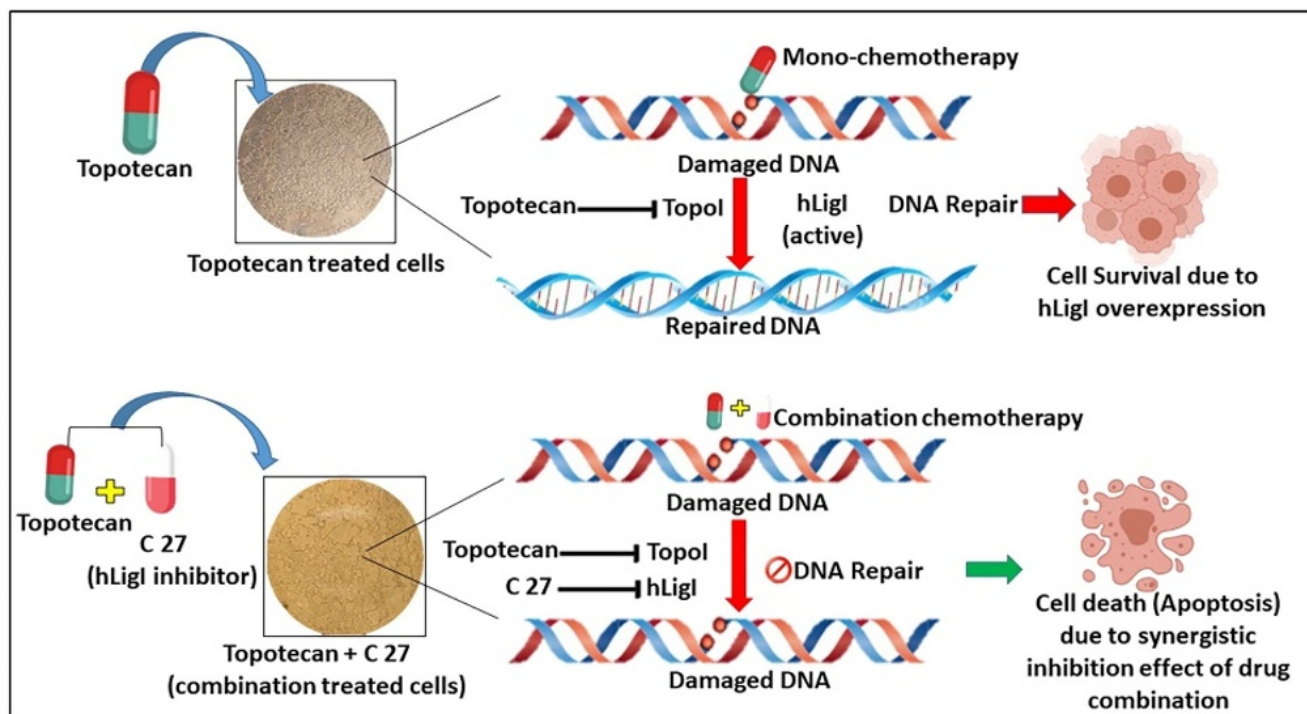 Mono-chemotherapy
Topotecan
Damaged DNA
Topotecan
TopoI
hLigI
(active)
DNA Repair
Topotecan treated cells
Repaired DNA
Cell Survival due to
hLigI overexpression
Combination chemotherapy
Topotecan
C 27
(hLigI inhibitor)
Damaged DNA
Topotecan
TopoI
C 27
hLigI
DNA Repair
Topotecan + C 27
(combination treated cells)
Damaged DNA
Cell death (Apoptosis)
due to synergistic
inhibition effect of drug
combination